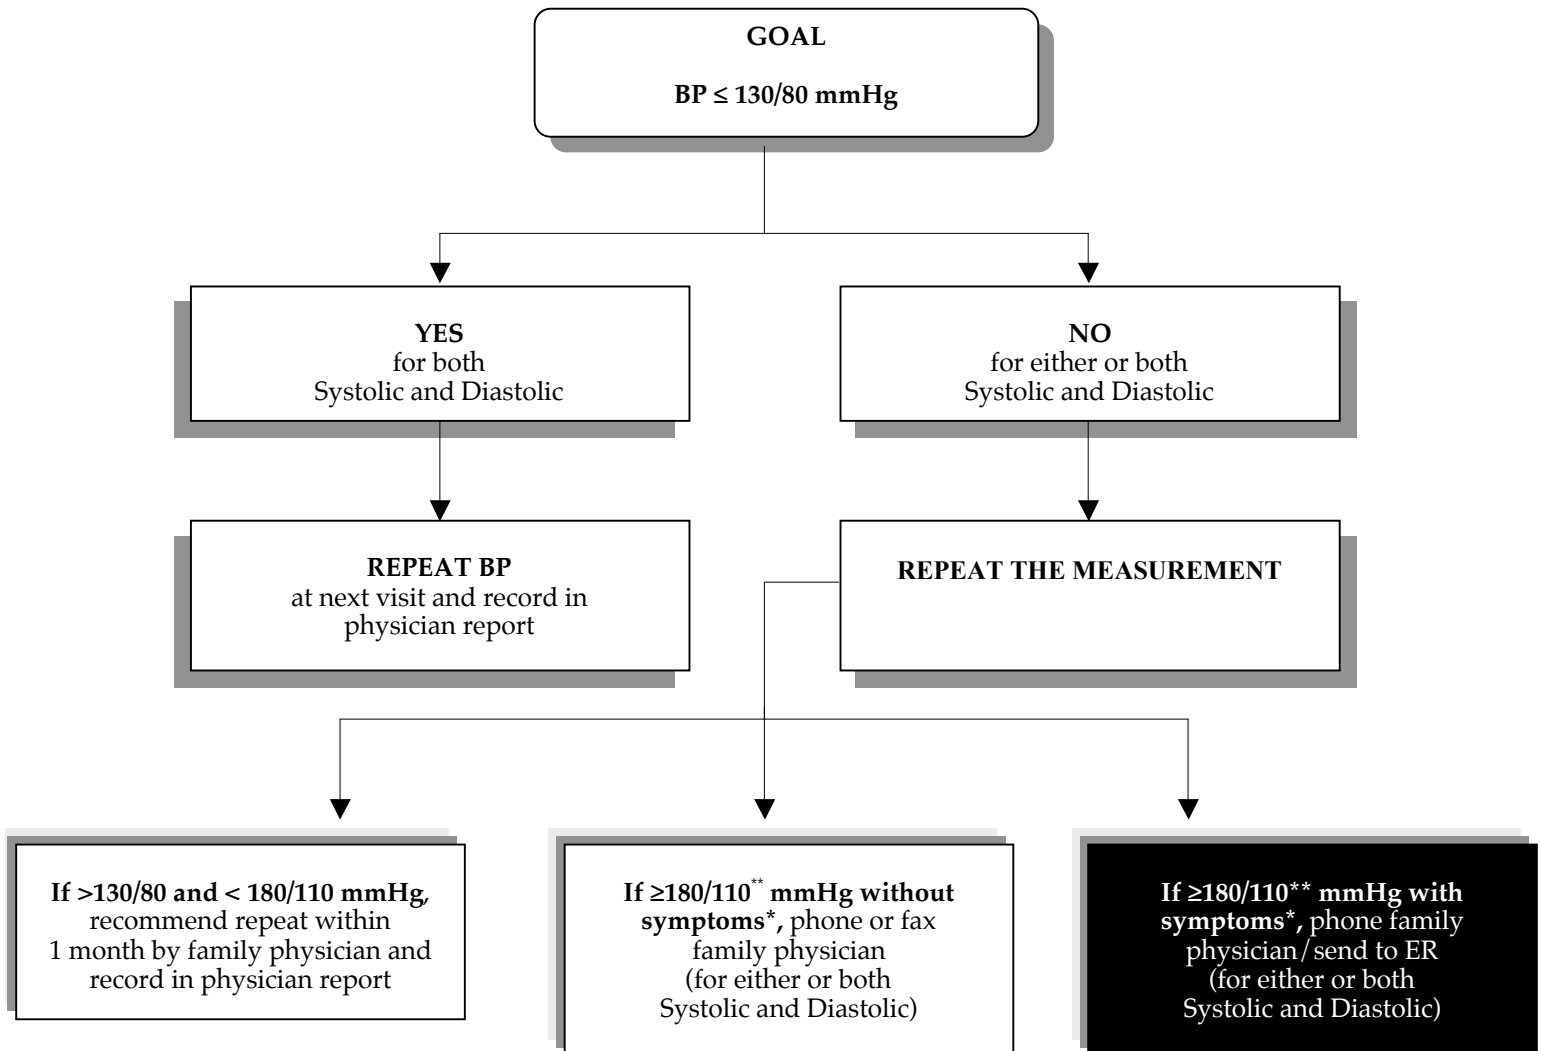 GOAL
BP ≤ 130/80 mmHg
YES
for both
Systolic and Diastolic
NO
for either or both
Systolic and Diastolic
REPEAT BP
at next visit and record in
physician report
REPEAT THE MEASUREMENT
If >130/80 and < 180/110 mmHg,
recommend repeat within
1 month by family physician and
record in physician report
If ≥180/110** mmHg without
symptoms*, phone or fax
family physician
(for either or both
Systolic and Diastolic)
If ≥180/110** mmHg with
symptoms*, phone family
physician/send to ER
(for either or both
Systolic and Diastolic)